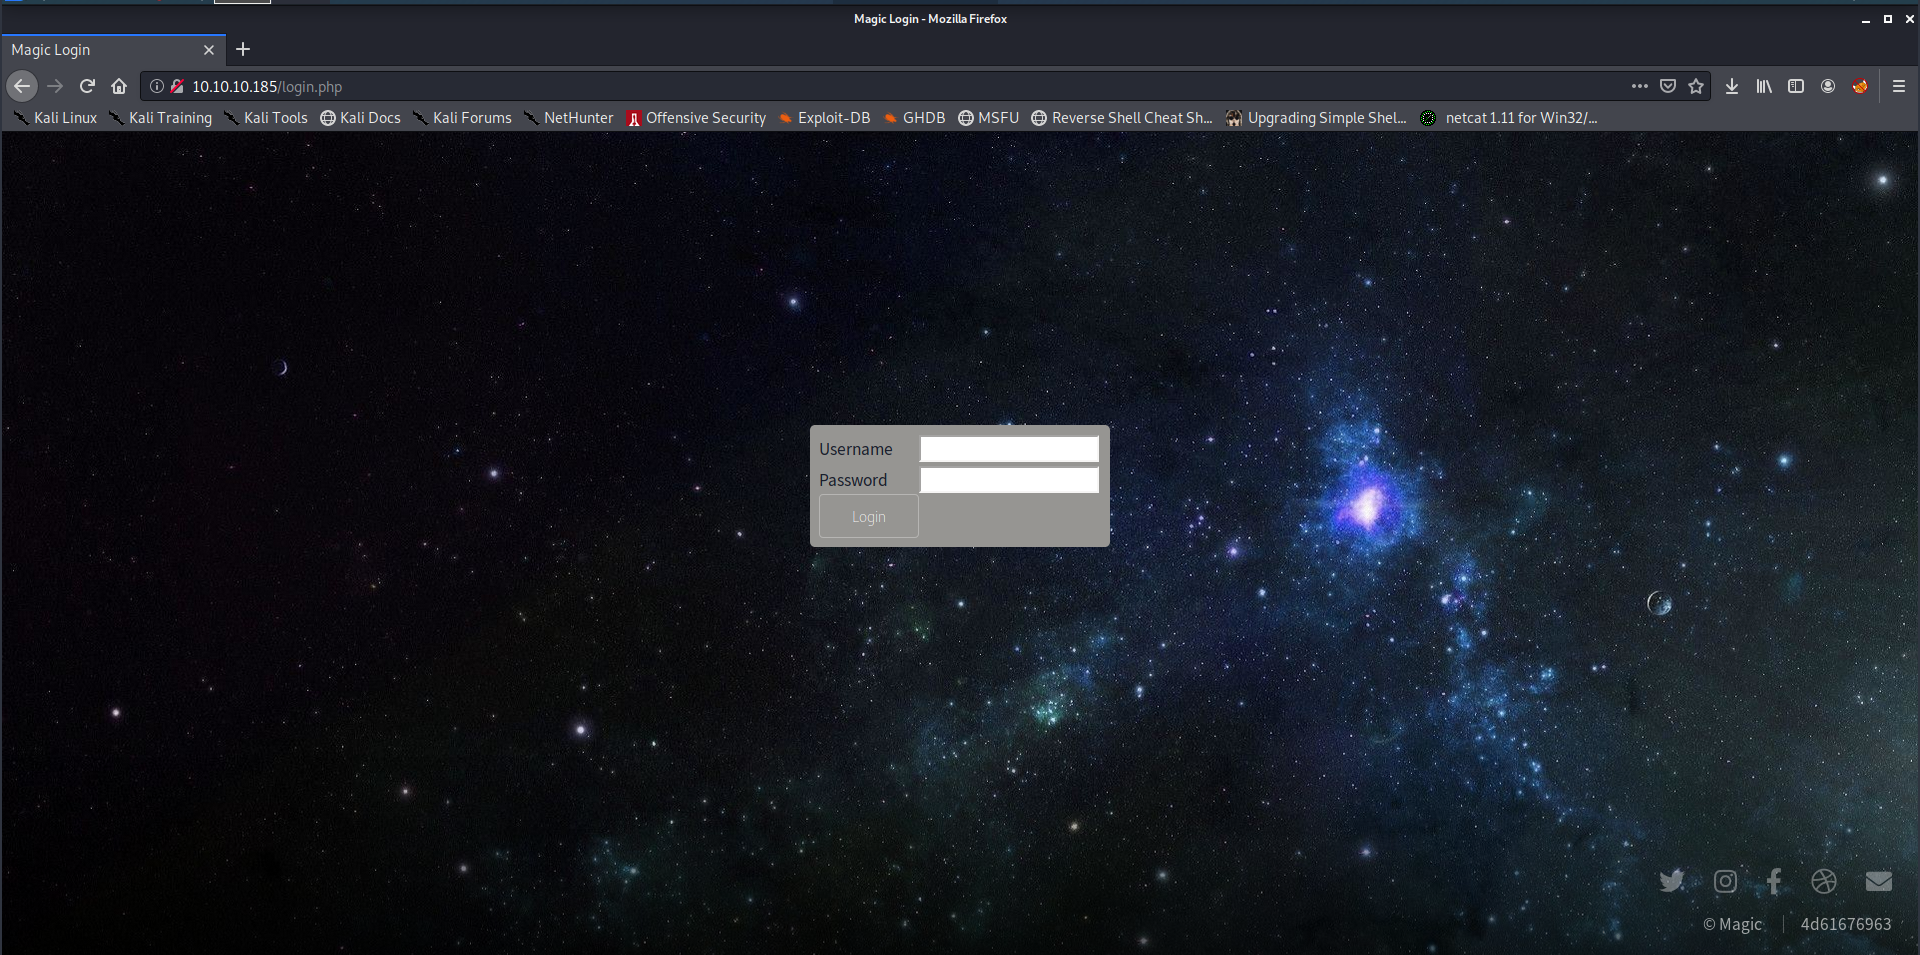 Magic Login - Mozilla Firefox
Magic Login
10.10.10.185/login.php
Kali Linux Kali Training Kali Tools Kali Docs Kali Forums NetHunter Offensive Security Exploit-DB GHDB MSFU Reverse Shell Cheat Sh... Upgrading Simple Shel... netcat 1.11 for Win32/...
Username
Password
Login
© Magic | 4d61676963